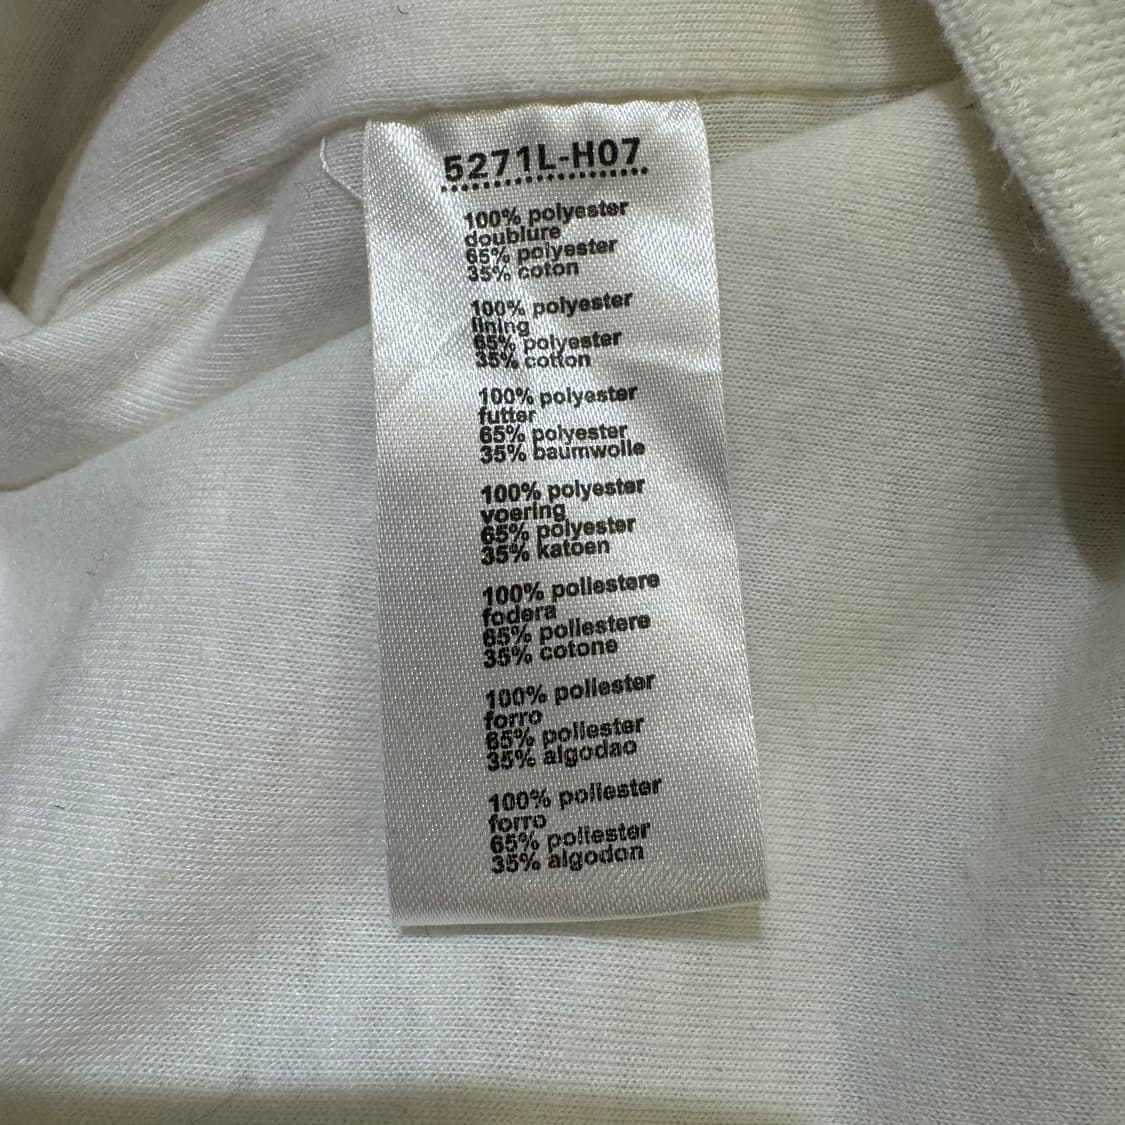 5271L-H07
100% polyester
doublure
65% polyester
35% coton
100% polyester
lining
65% polyester
35% cotton
100% polyester
futter
65% polyester
35% baumwolle
100% polyester
voering
65% polyester
35% katoen
100% poliestere
fodera
65% poliestere
35% cotone
100% poliester
forro
65% poliester
35% algodao
100% poliester
forro
65% poliester
35% algodon